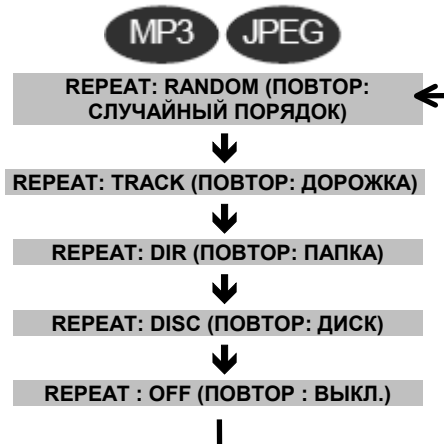 MP3 JPEG
REPEAT: RANDOM (ПОВТОР:
СЛУЧАЙНЫЙ ПОРЯДОК)
REPEAT: TRACK (ПОВТОР: ДОРОЖКА)
REPEAT: DIR (ПОВТОР: ПАПКА)
REPEAT: DISC (ПОВТОР: ДИСК)
REPEAT : OFF (ПОВТОР : ВЫКЛ.)